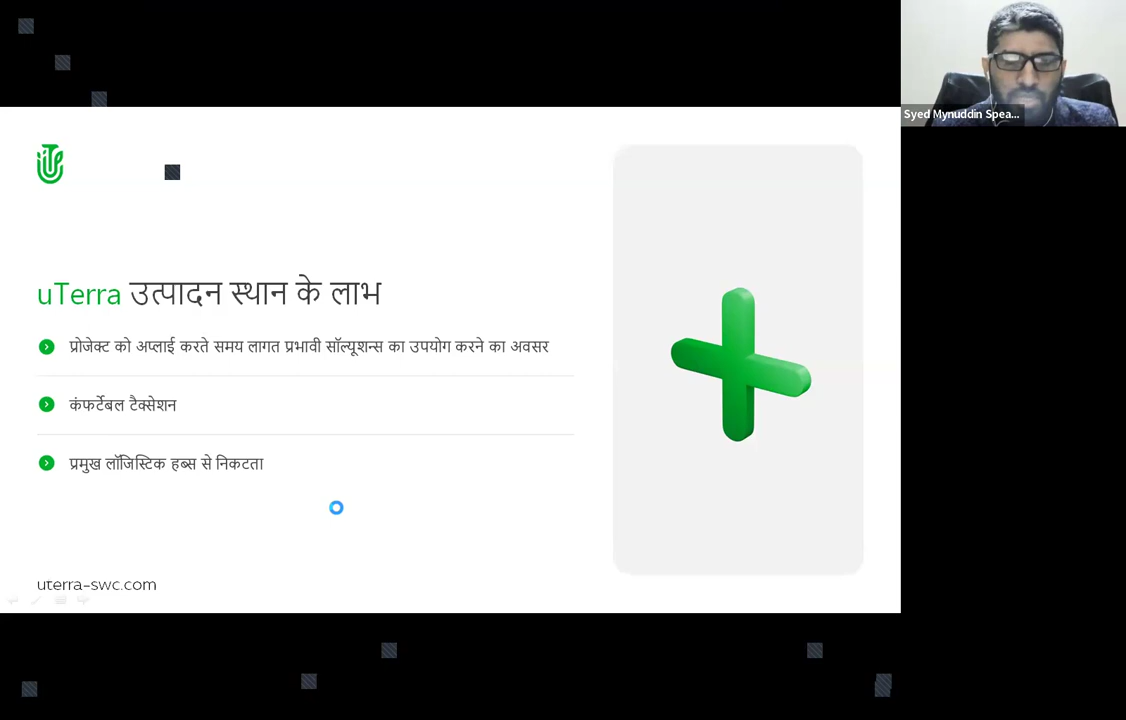 Syed Mynuddin Spea...
uTerra उत्पादन स्थान के लाभ
प्रोजेक्ट को अप्लाई करते समय लागत प्रभावी सॉल्यूशन्स का उपयोग करने का अवसर
कंफर्टेबल टैक्सेशन
प्रमुख लॉजिस्टिक हब्स से निकटता
uterra-swc.com